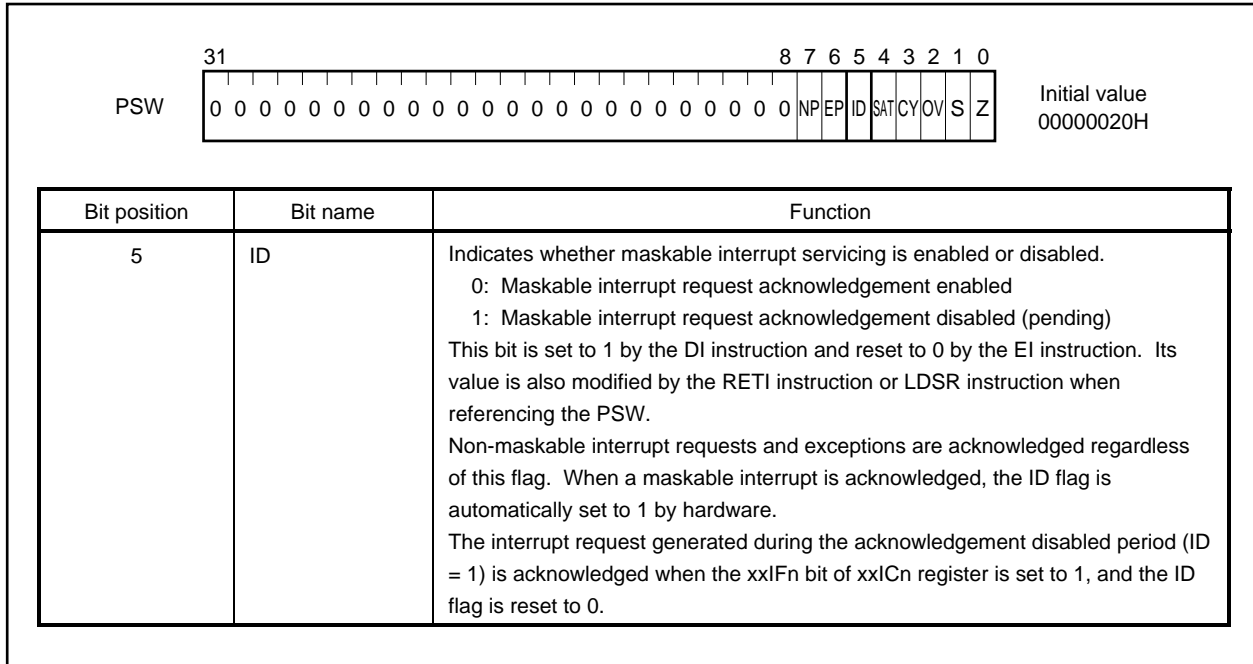 31 8 7 6 5 4 3 2 1 0
PSW 0 0 0 0 0 0 0 0 0 0 0 0 0 0 0 0 0 0 0 0 0 0 0 0 NP EP ID SAT CY OV S Z Initial value
00000020H
Bit position Bit name Function
5 ID Indicates whether maskable interrupt servicing is enabled or disabled.
0: Maskable interrupt request acknowledgement enabled
1: Maskable interrupt request acknowledgement disabled (pending)
This bit is set to 1 by the DI instruction and reset to 0 by the EI instruction. Its
value is also modified by the RETI instruction or LDSR instruction when
referencing the PSW.
Non-maskable interrupt requests and exceptions are acknowledged regardless
of this flag. When a maskable interrupt is acknowledged, the ID flag is
automatically set to 1 by hardware.
The interrupt request generated during the acknowledgement disabled period (ID
= 1) is acknowledged when the xxIFn bit of xxICn register is set to 1, and the ID
flag is reset to 0.